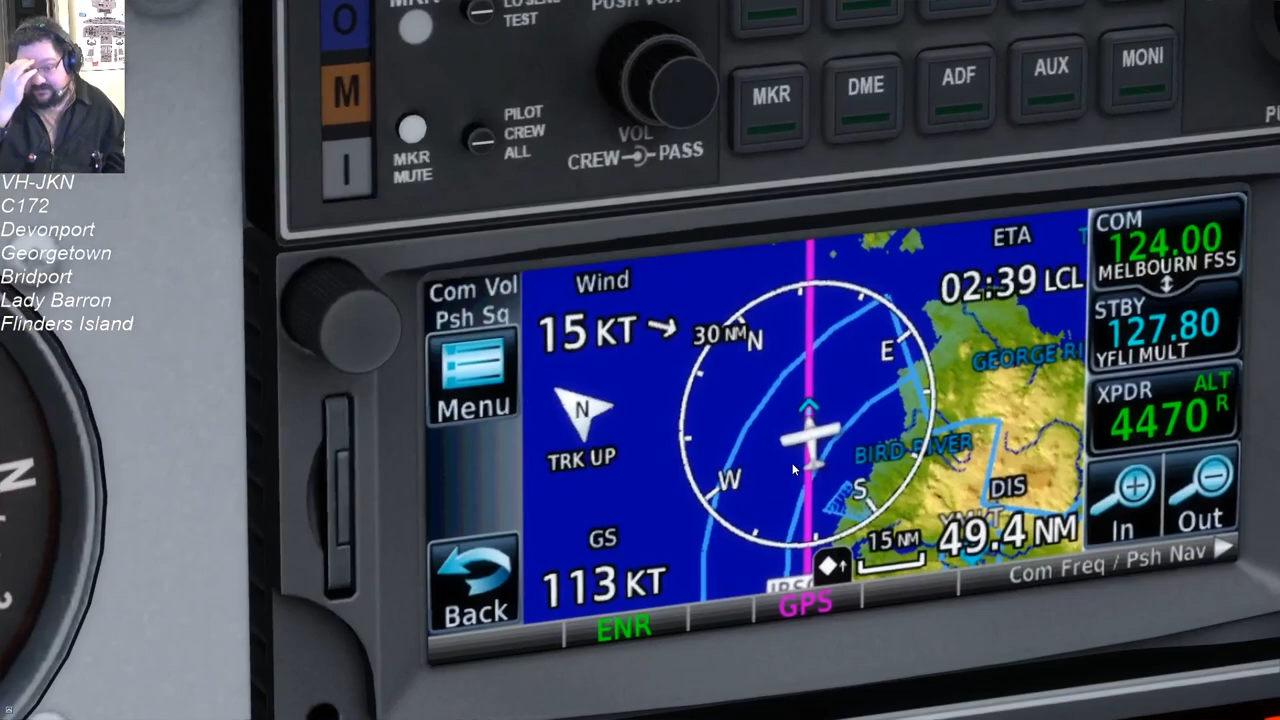 VH-JKN
C172
Devonport
Georgetown
Bridport
Lady Barron
Flinders Island
O
M
I
TEST
PUSH VOX
MKR
MUTE
PILOT
CREW
ALL
VOL
CREW PASS
MKR
DME
ADF
AUX
MONI
Com Vol
Psh Sq
Menu
Back
Wind
15 KT
30 NM
N
E
S
W
N
TRK UP
GS
113 KT
ENR
GPS
ETA
02:39 LCL
BIRD RIVER
DIS
49.4 NM
15 NM
COM
124.00
MELBOURN FSS
STBY
127.80
YFLI MULT
XPDR ALT
4470 R
In
Out
Com Freq / Psh Nav